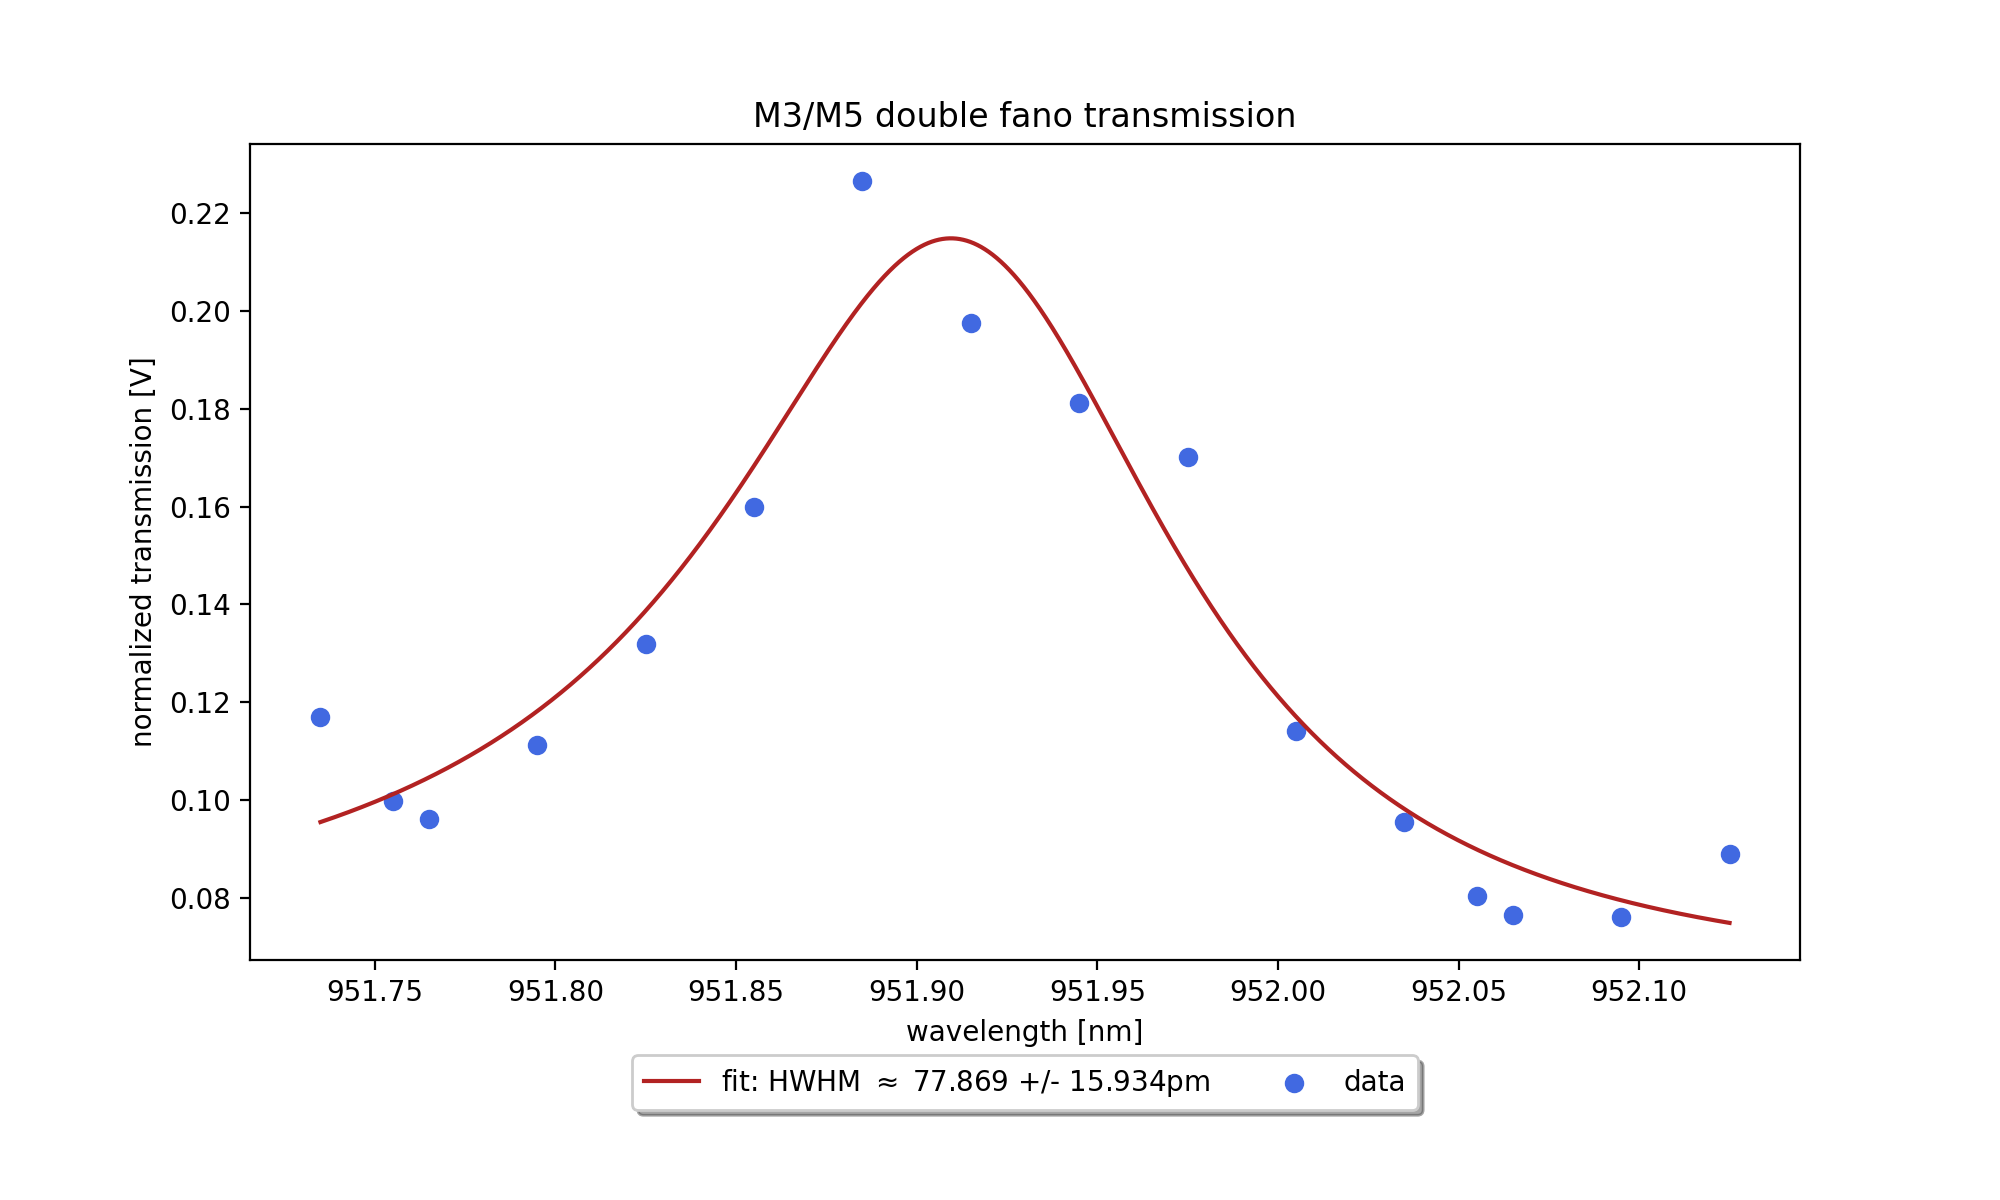 M3/M5 double fano transmission
normalized transmission [V]
0.22
0.20
0.18
0.16
0.14
0.12
0.10
0.08
951.75 951.80 951.85 951.90 951.95 952.00 952.05 952.10
wavelength [nm]
fit: HWHM ≈ 77.869 +/- 15.934pm data